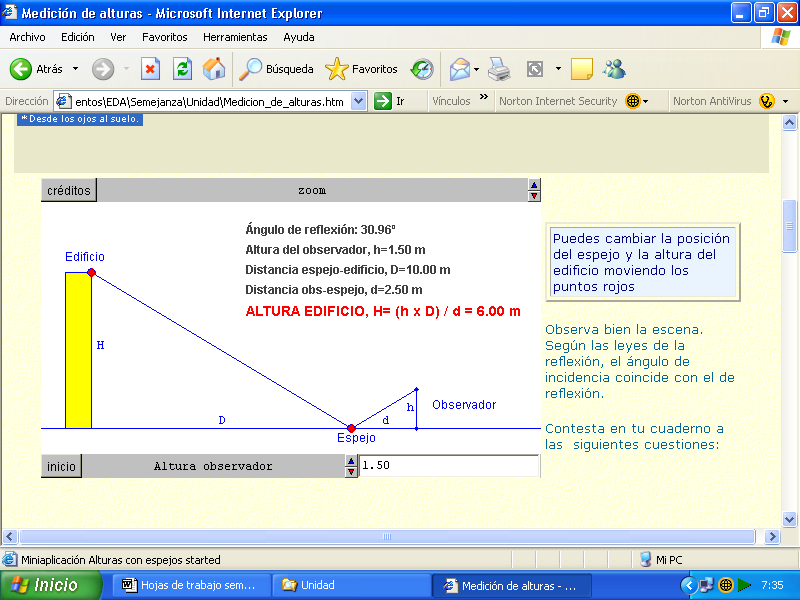 Medición de alturas - Microsoft Internet Explorer
Archivo Edición Ver Favoritos Herramientas Ayuda
Atrás Búsqueda Favoritos
Dirección entos\EDA\Semejanza\Unidad\Medicion_de_alturas.htm Ir Vínculos » Norton Internet Security Norton AntiVirus
* Desde los ojos al suelo.
créditos zoom
Ángulo de reflexión: 30.96º
Altura del observador, h=1.50 m
Distancia espejo-edificio, D=10.00 m
Distancia obs-espejo, d=2.50 m
ALTURA EDIFICIO, H= (h x D) / d = 6.00 m
Edificio
H
D
d
h
Observador
Espejo
inicio Altura observador 1.50
Puedes cambiar la posición
del espejo y la altura del
edificio moviendo los
puntos rojos
Observa bien la escena.
Según las leyes de la
reflexión, el ángulo de
incidencia coincide con el de
reflexión.
Contesta en tu cuaderno a
las siguientes cuestiones:
Miniaplicación Alturas con espejos started Mi PC
Inicio Hojas de trabajo sem... Unidad Medición de alturas - ... 7:35